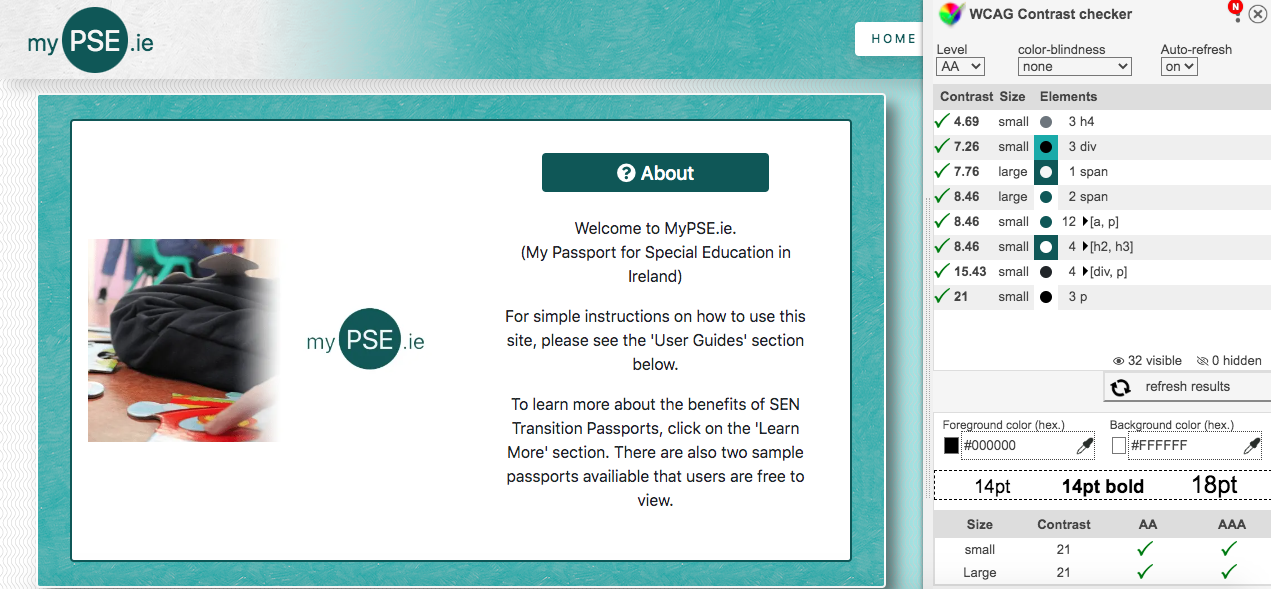 my PSE .ie
HOME
About
Welcome to MyPSE.ie.
(My Passport for Special Education in
Ireland)
For simple instructions on how to use this
site, please see the 'User Guides' section
below.
To learn more about the benefits of SEN
Transition Passports, click on the 'Learn
More' section. There are also two sample
passports availiable that users are free to
view.
my PSE .ie
WCAG Contrast checker
N
Level
color-blindness
Auto-refresh
AA
none
on
Contrast Size Elements
4.69 small 3 h4
7.26 small 3 div
7.76 large 1 span
8.46 large 2 span
8.46 small 12 [a, p]
8.46 small 4 [h2, h3]
15.43 small 4 [div, p]
21 small 3 p
32 visible 0 hidden
refresh results
Foreground color (hex.) Background color (hex.)
#000000 #FFFFFF
14pt 14pt bold 18pt
Size Contrast AA AAA
small 21
Large 21